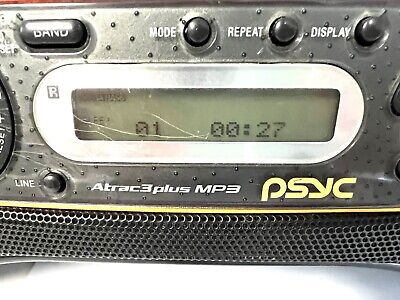 BAND
MODE
REPEAT
DISPLAY
R
01 00:27
LINE
Atrac3plus MP3
PSYC